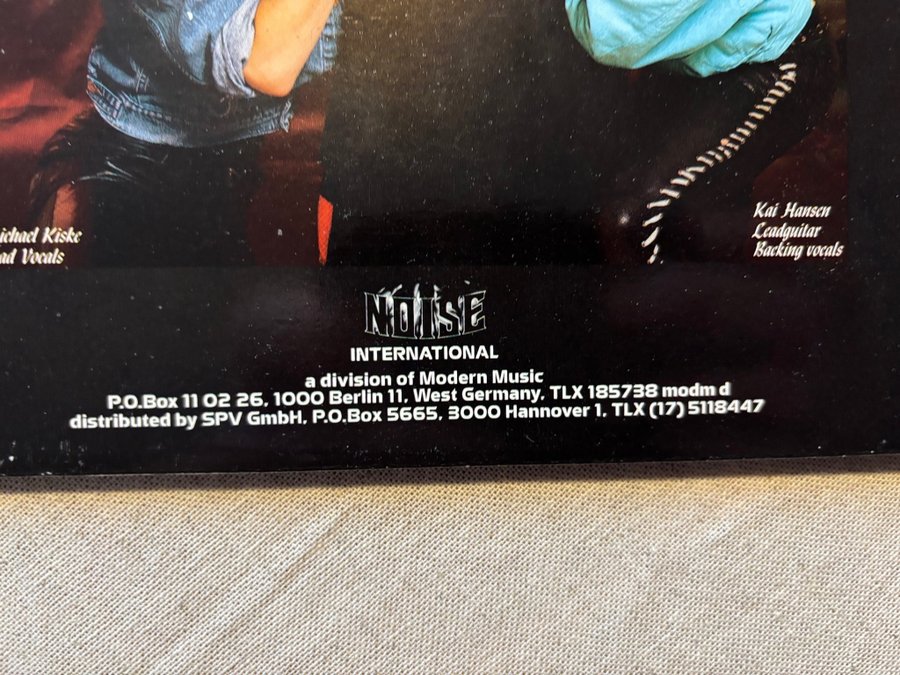 ichael Kiske
ad Vocals
Kai Hansen
Leadguitar
Backing vocals
NOISE
INTERNATIONAL
a division of Modern Music
P.O.Box 11 02 26, 1000 Berlin 11, West Germany, TLX 185738 modm d
distributed by SPV GmbH, P.O.Box 5665, 3000 Hannover 1, TLX (17) 5118447